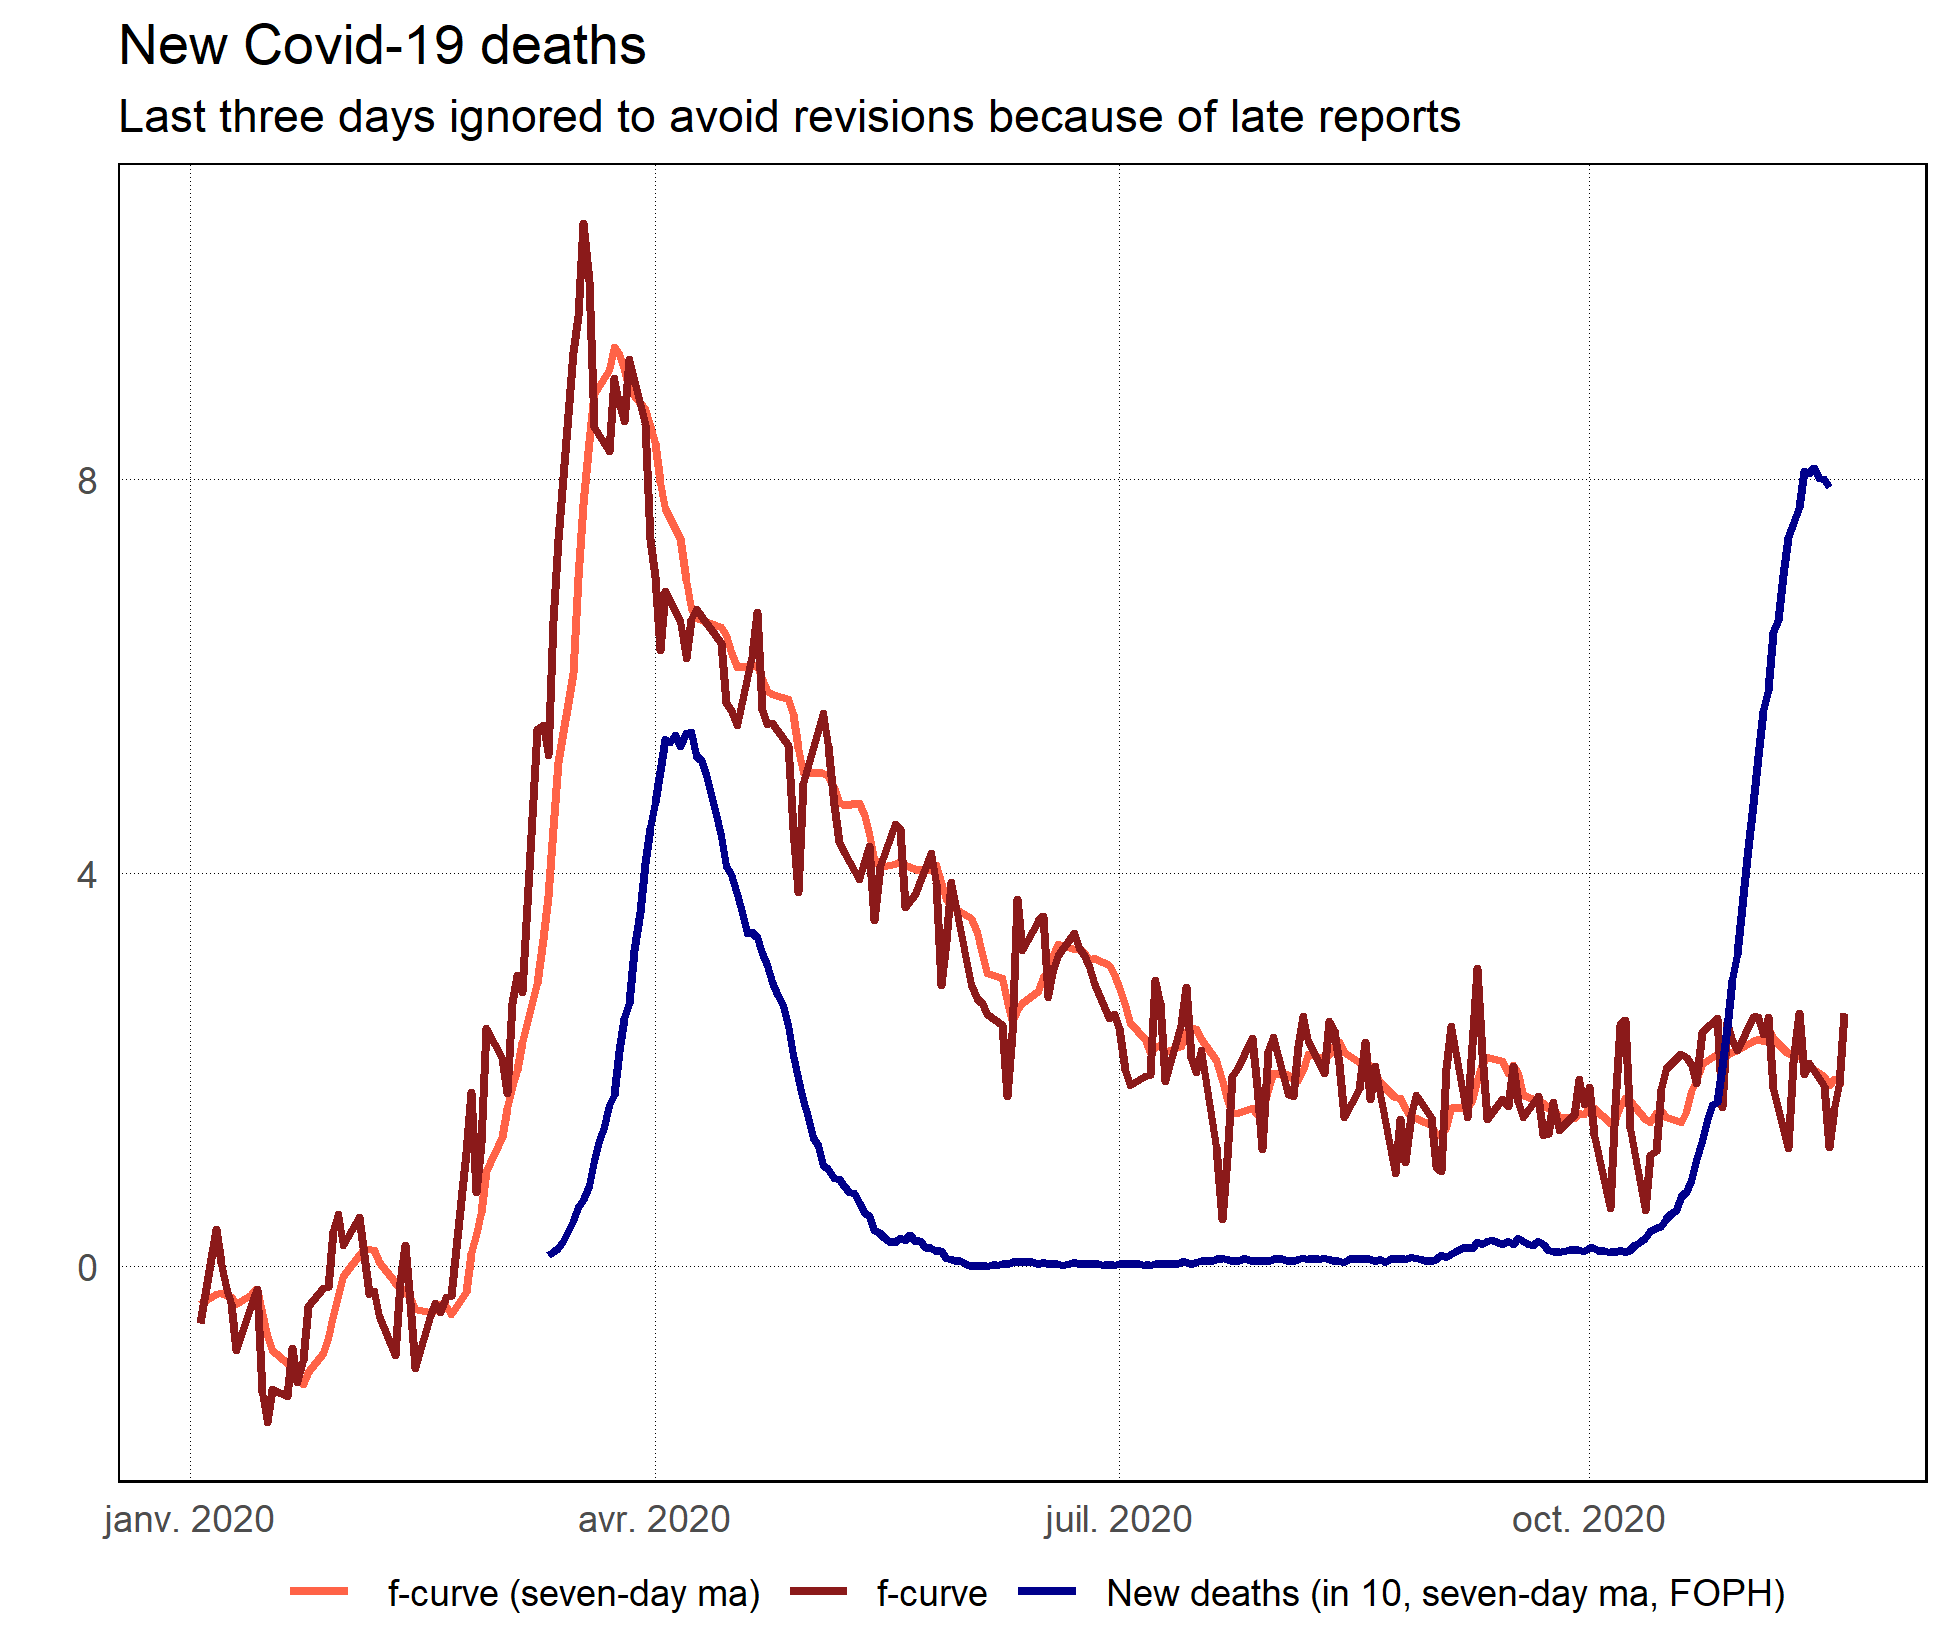 New Covid-19 deaths
Last three days ignored to avoid revisions because of late reports
8
4
0
janv. 2020 avr. 2020 juil. 2020 oct. 2020
f-curve (seven-day ma) f-curve New deaths (in 10, seven-day ma, FOPH)